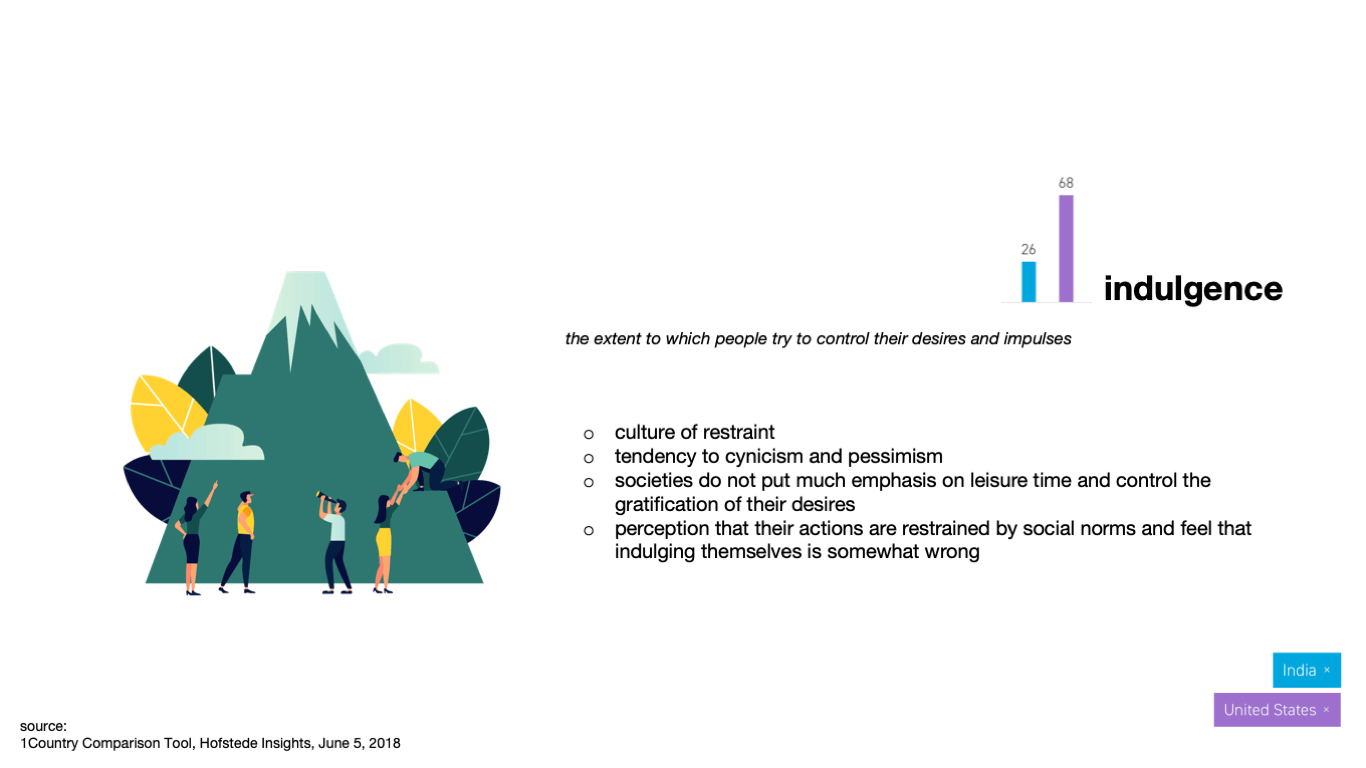 68
26
indulgence
the extent to which people try to control their desires and impulses
o culture of restraint
o tendency to cynicism and pessimism
o societies do not put much emphasis on leisure time and control the
gratification of their desires
o perception that their actions are restrained by social norms and feel that
indulging themselves is somewhat wrong
India ×
United States ×
source:
1Country Comparison Tool, Hofstede Insights, June 5, 2018